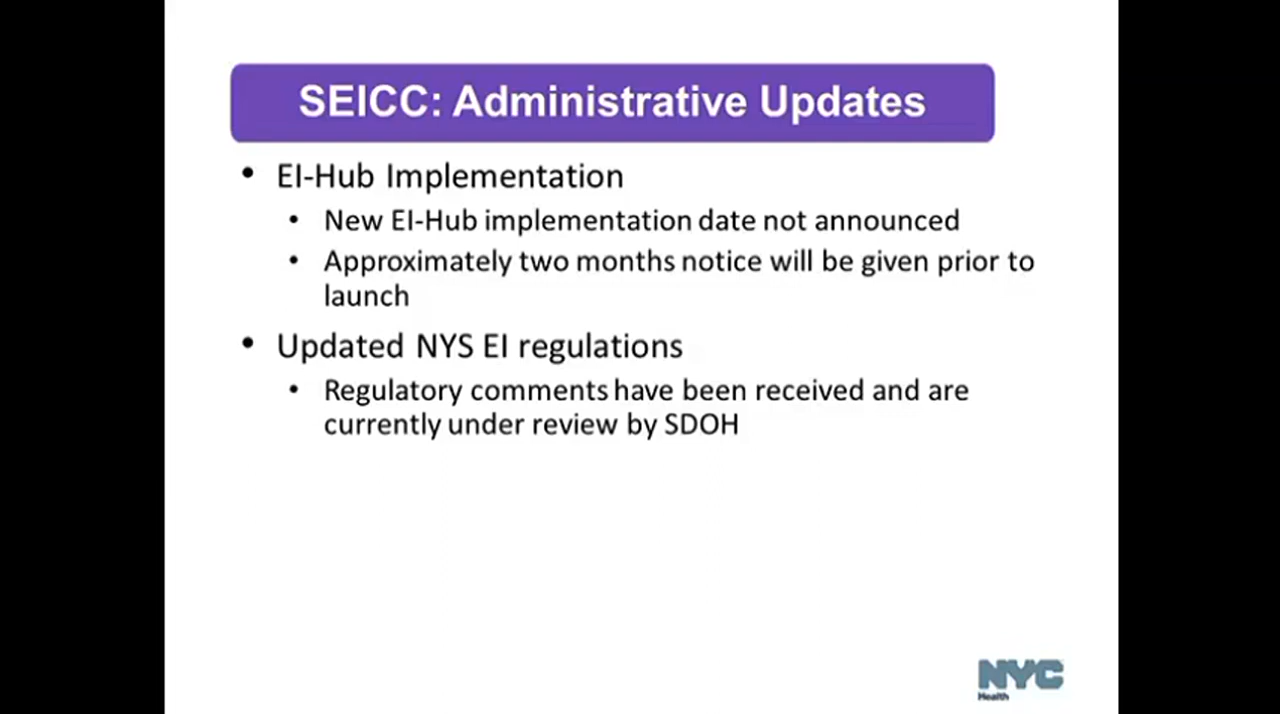 SEICC: Administrative Updates
• EI-Hub Implementation
• New EI-Hub implementation date not announced
• Approximately two months notice will be given prior to
launch
• Updated NYS EI regulations
• Regulatory comments have been received and are
currently under review by SDOH
NYC
Health